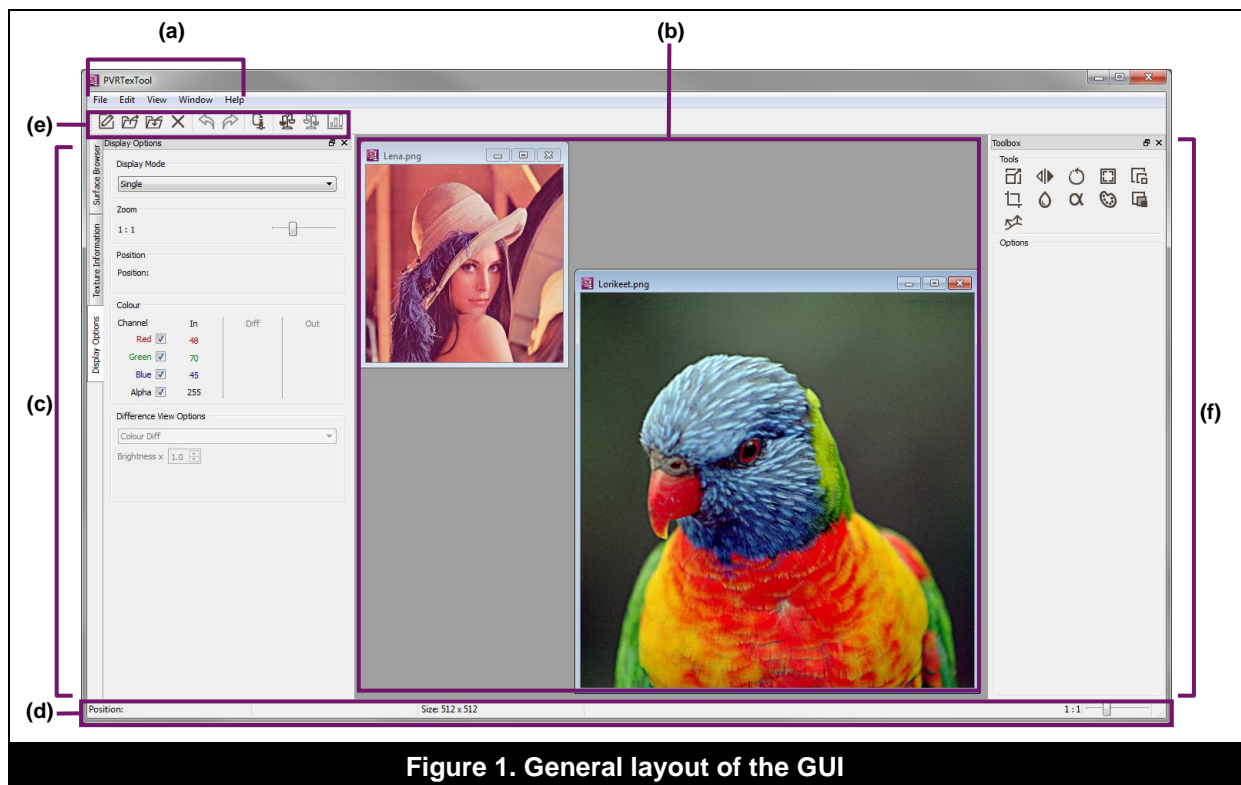 (a)
(b)
PVRTexTool
File Edit View Window Help
(e)
Display Options
Surface Browser
Texture Information
Display Options
Display Mode
Single
Zoom
1 : 1
Position
Position:
Colour
Channel In Diff Out
Red 48
Green 70
Blue 45
Alpha 255
Difference View Options
Colour Diff
Brightness x 1.0
(c)
Lena.png
Lorikeet.png
Toolbox
Tools
α
Options
(f)
(d)
Position: Size: 512 x 512 1 : 1
Figure 1. General layout of the GUI